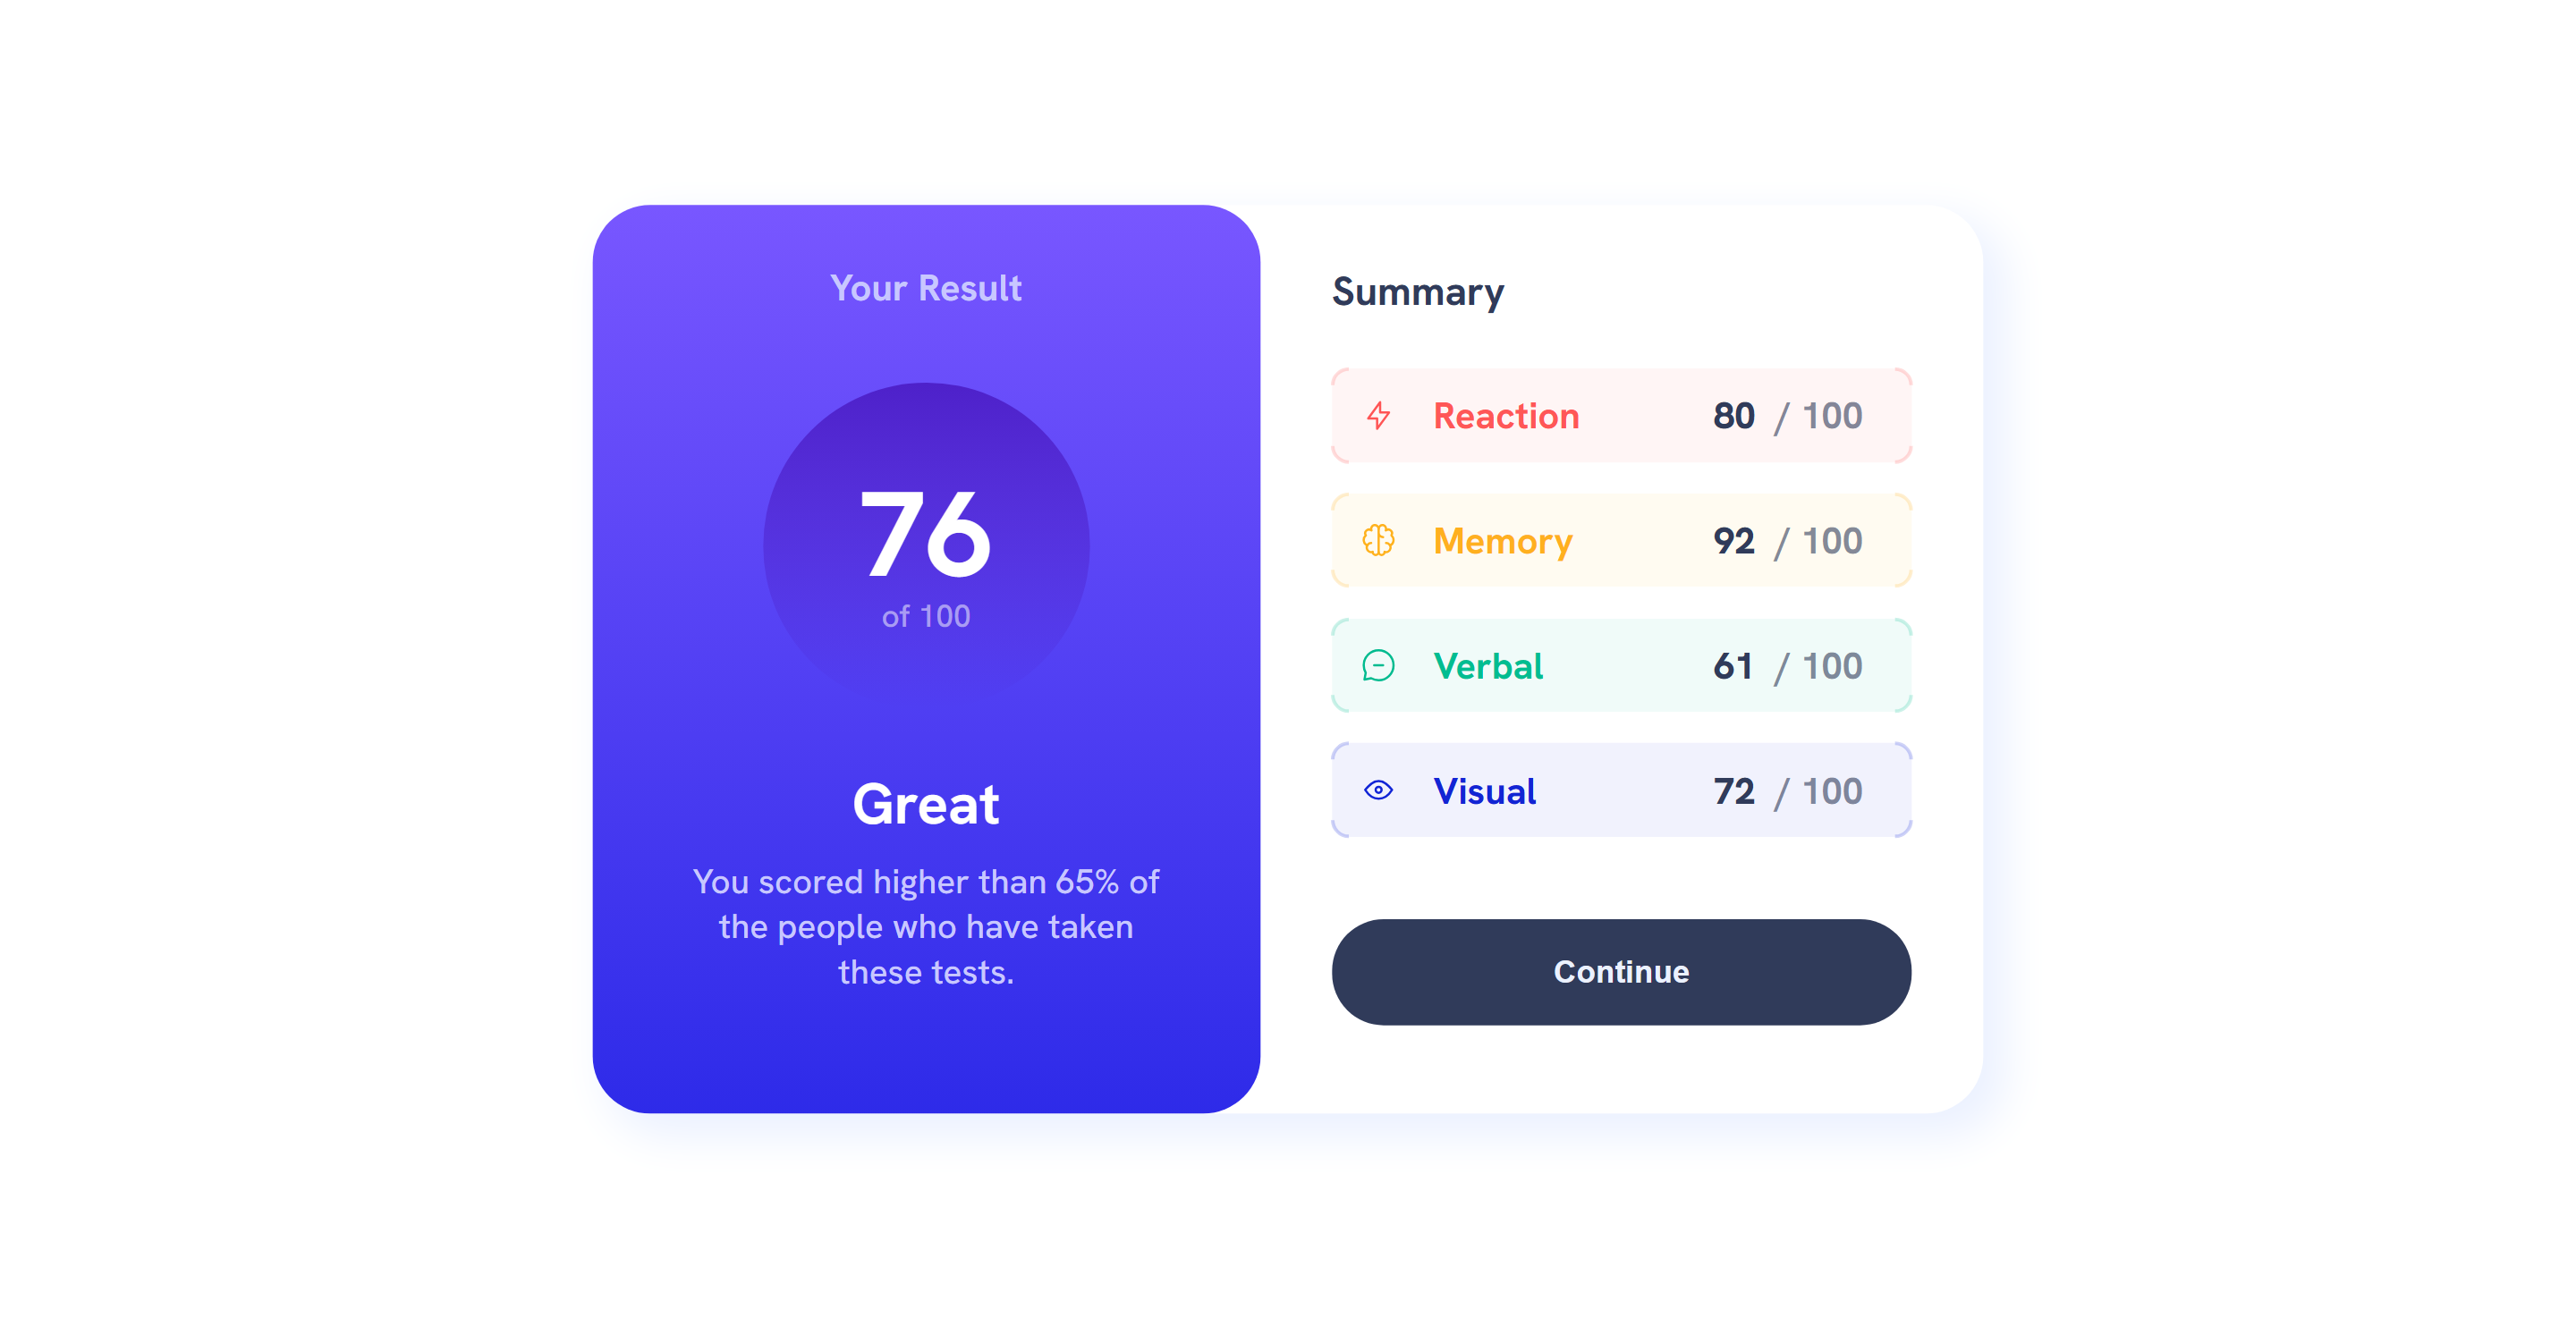 Your Result
76
of 100
Great
You scored higher than 65% of
the people who have taken
these tests.
Summary
Reaction 80 / 100
Memory 92 / 100
Verbal 61 / 100
Visual 72 / 100
Continue